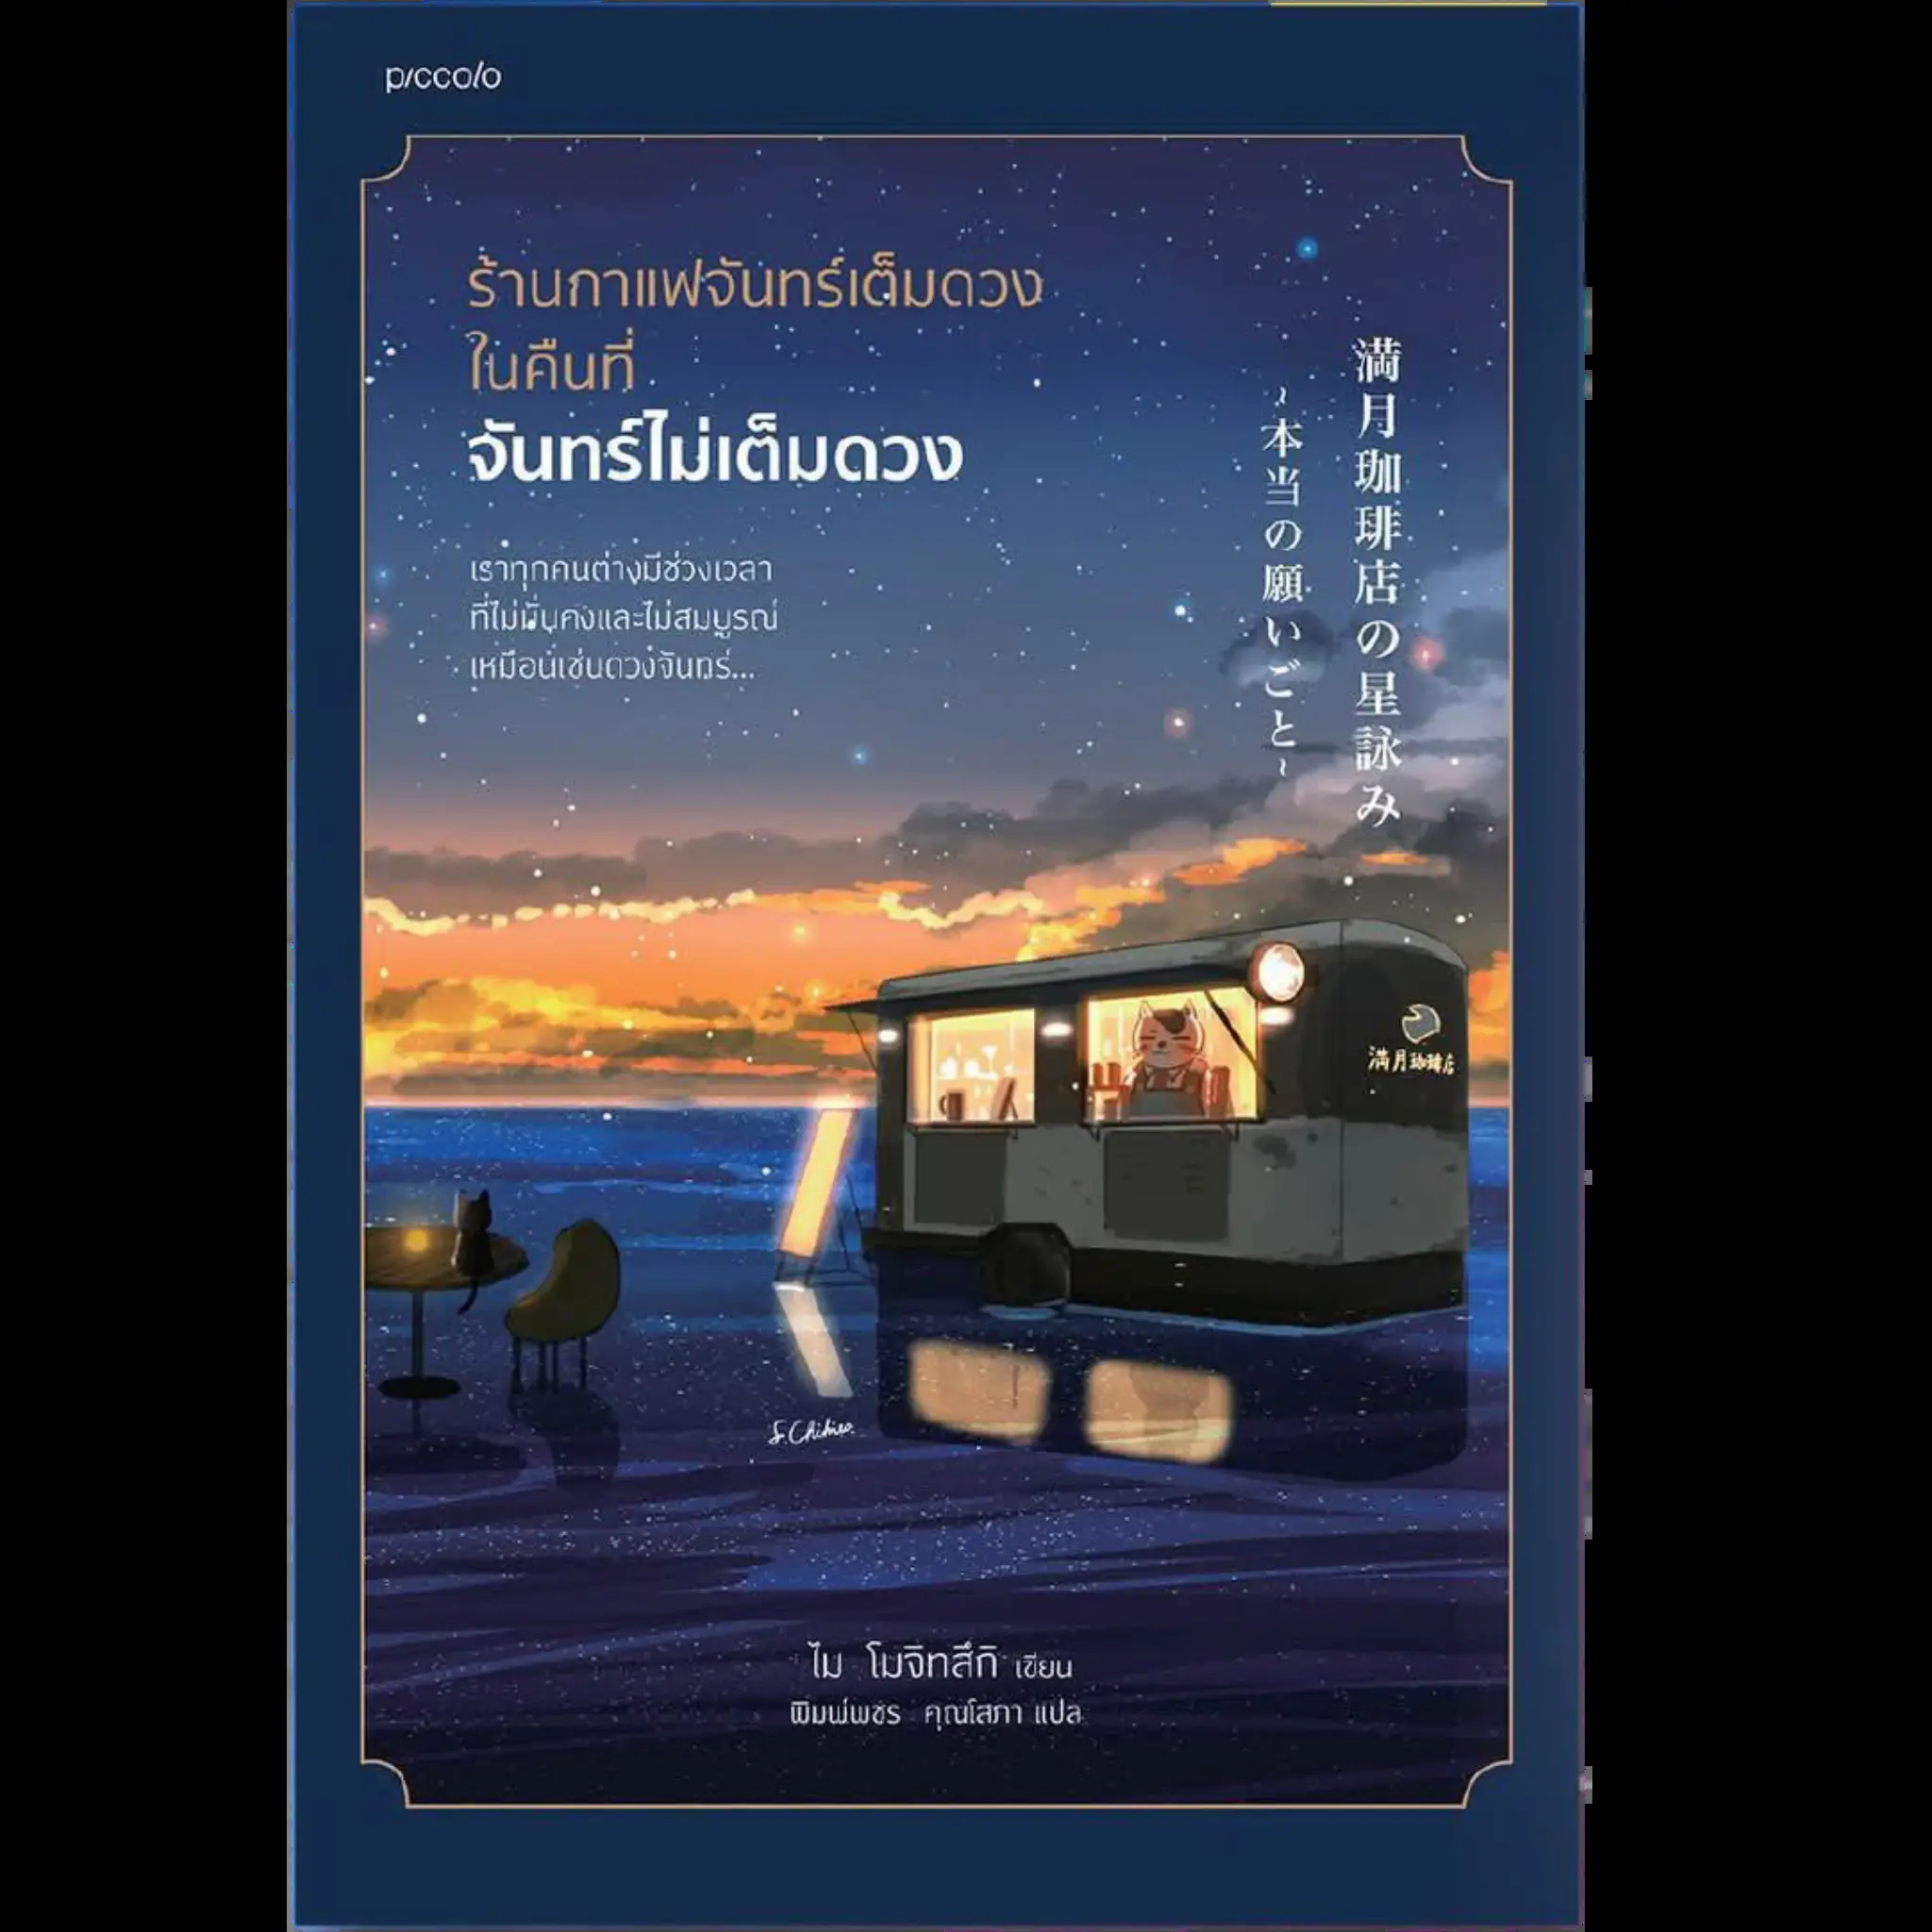 piccolo
ร้านกาแฟจันทร์เต็มดวง
ในคืนที่
จันทร์ไม่เต็มดวง
เราทุกคนต่างมีช่วงเวลา
ที่ไม่มั่นคงและไม่สมบูรณ์
เหมือนเช่นดวงจันทร์...
満月珈琲店の星詠み
~本当の願いごと~
満月珈琲店
S.Chihiro
ไม โมจิทสึกิ เขียน
พิมพ์พชร คุณโสภา แปล